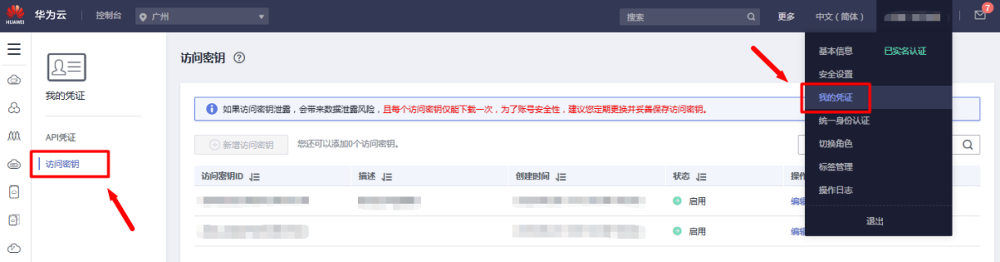 HUAWEI
华为云
控制台
广州
搜索
更多
中文（简体）
7
我的凭证
API凭证
访问密钥
访问密钥
如果访问密钥泄露，会带来数据泄露风险，且每个访问密钥仅能下载一次，为了账号安全性，建议您定期更换并妥善保存访问密钥。
新增访问密钥
您还可以添加0个访问密钥。
访问密钥ID 描述 创建时间 状态 操作
启用 编辑
启用 编辑
基本信息 已实名认证
安全设置
我的凭证
统一身份认证
切换角色
标签管理
操作日志
退出